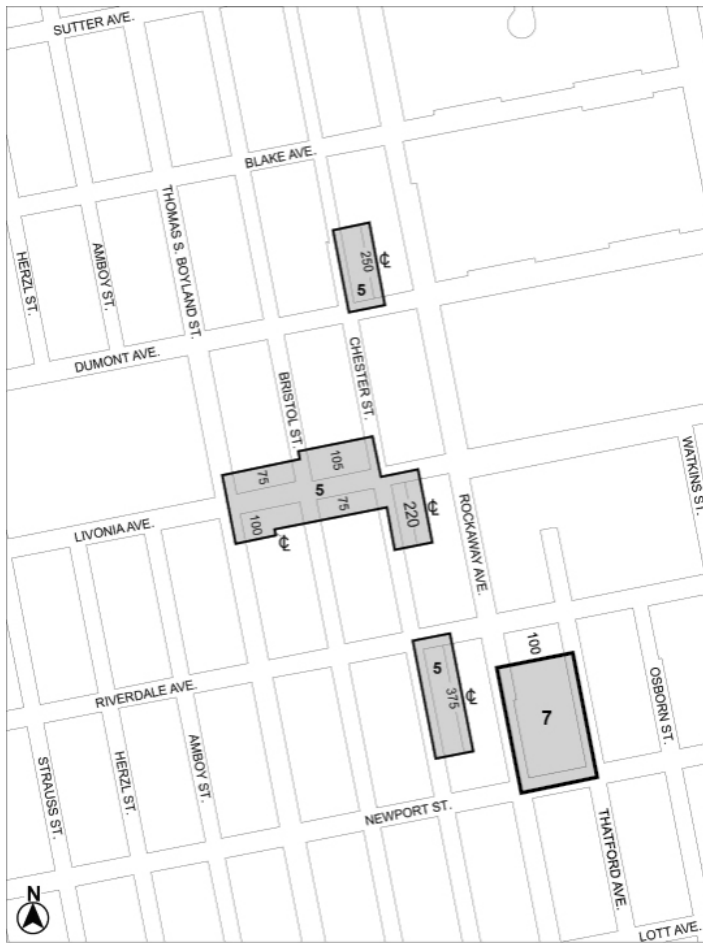 SUTTER AVE.
BLAKE AVE.
THOMAS S. BOYLAND ST.
HERZL ST.
AMBOY ST.
250
℄
5
DUMONT AVE.
BRISTOL ST.
CHESTER ST.
WATKINS ST.
75
105
5
100
75
220
℄
℄
ROCKAWAY AVE.
LIVONIA AVE.
100
5
375
℄
RIVERDALE AVE.
OSBORN ST.
7
STRAUSS ST.
HERZL ST.
AMBOY ST.
NEWPORT ST.
THATFORD AVE.
N
LOTT AVE.